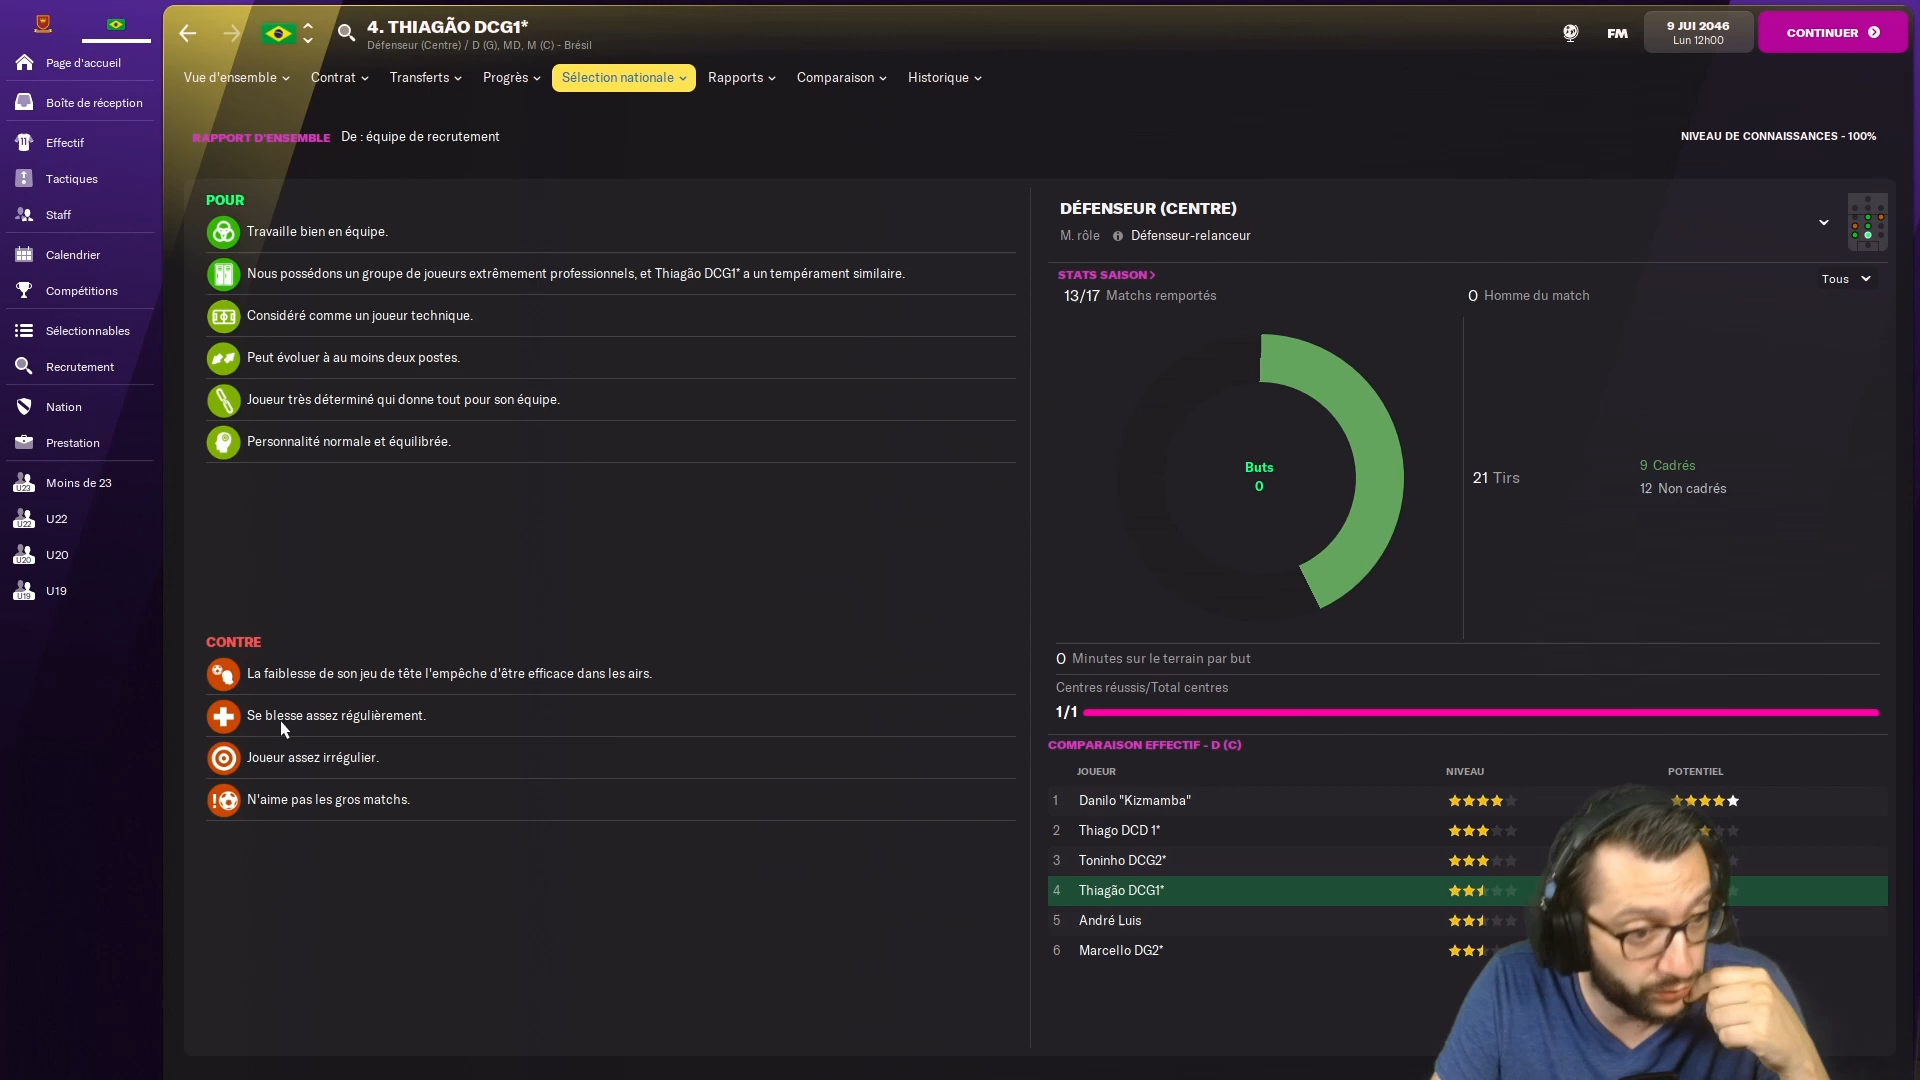 4. THIAGÃO DCG1*
Défenseur (Centre) / D (G), MD, M (C) - Brésil
FM
9 JUI 2046
Lun 12h00
CONTINUER
Page d'accueil
Boîte de réception
Effectif
Tactiques
Staff
Calendrier
Compétitions
Sélectionnables
Recrutement
Nation
Prestation
U23
Moins de 23
U22
U22
U20
U20
U19
U19
Vue d'ensemble
Contrat
Transferts
Progrès
Sélection nationale
Rapports
Comparaison
Historique
RAPPORT D'ENSEMBLE De : équipe de recrutement
NIVEAU DE CONNAISSANCES - 100%
POUR
Travaille bien en équipe.
Nous possédons un groupe de joueurs extrêmement professionnels, et Thiagão DCG1* a un tempérament similaire.
Considéré comme un joueur technique.
Peut évoluer à au moins deux postes.
Joueur très déterminé qui donne tout pour son équipe.
Personnalité normale et équilibrée.
CONTRE
La faiblesse de son jeu de tête l'empêche d'être efficace dans les airs.
Se blesse assez régulièrement.
Joueur assez irrégulier.
N'aime pas les gros matchs.
DÉFENSEUR (CENTRE)
M. rôle Défenseur-relanceur
STATS SAISON >
Tous
13/17 Matchs remportés
0 Homme du match
Buts
0
21 Tirs
9 Cadrés
12 Non cadrés
0 Minutes sur le terrain par but
Centres réussis/Total centres
1/1
COMPARAISON EFFECTIF - D (C)
JOUEUR NIVEAU POTENTIEL
1 Danilo "Kizmamba"
2 Thiago DCD 1*
3 Toninho DCG2*
4 Thiagão DCG1*
5 André Luis
6 Marcello DG2*